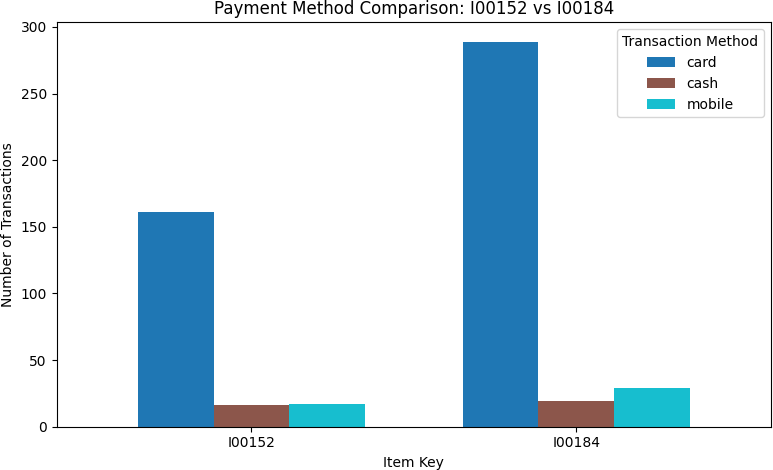 Payment Method Comparison: I00152 vs I00184
Transaction Method
card
cash
mobile
Number of Transactions
300
250
200
150
100
50
0
I00152
I00184
Item Key